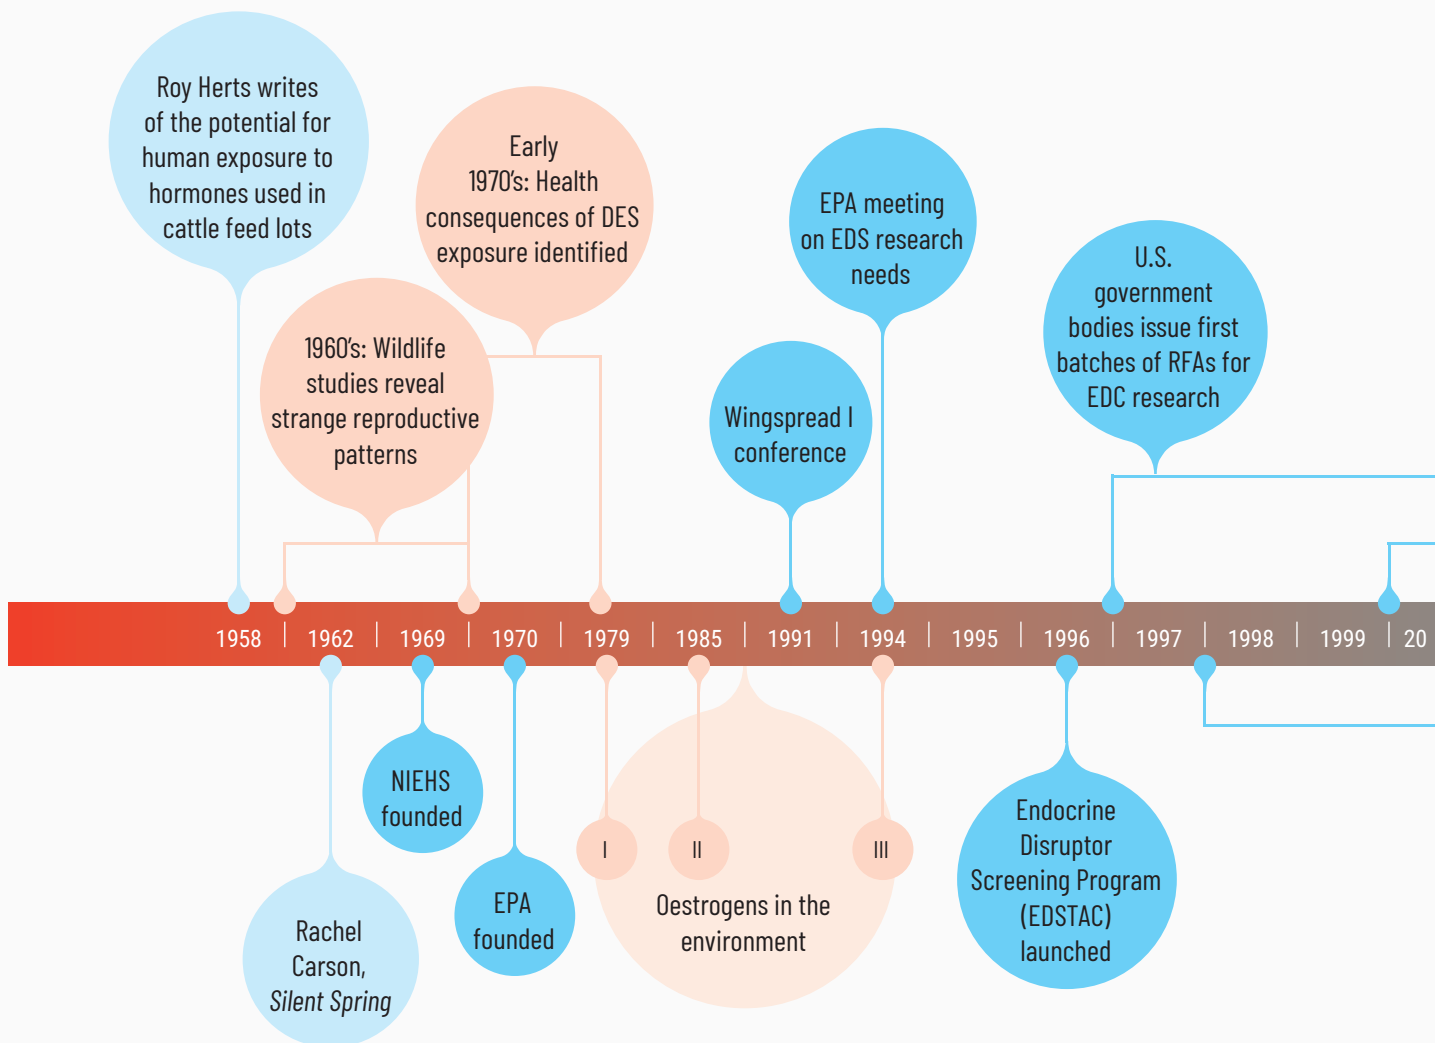 Roy Herts writes
of the potential for
human exposure to
hormones used in
cattle feed lots
Early
1970's: Health
consequences of DES
exposure identified
1960's: Wildlife
studies reveal
strange reproductive
patterns
EPA meeting
on EDS research
needs
Wingspread I
conference
U.S.
government
bodies issue first
batches of RFAs for
EDC research
1958 | 1962 | 1969 | 1970 | 1979 | 1985 | 1991 | 1994 | 1995 | 1996 | 1997 | 1998 | 1999 | 20
NIEHS
founded
EPA
founded
Rachel
Carson,
Silent Spring
I
II
III
Oestrogens in the
environment
Endocrine
Disruptor
Screening Program
(EDSTAC)
launched